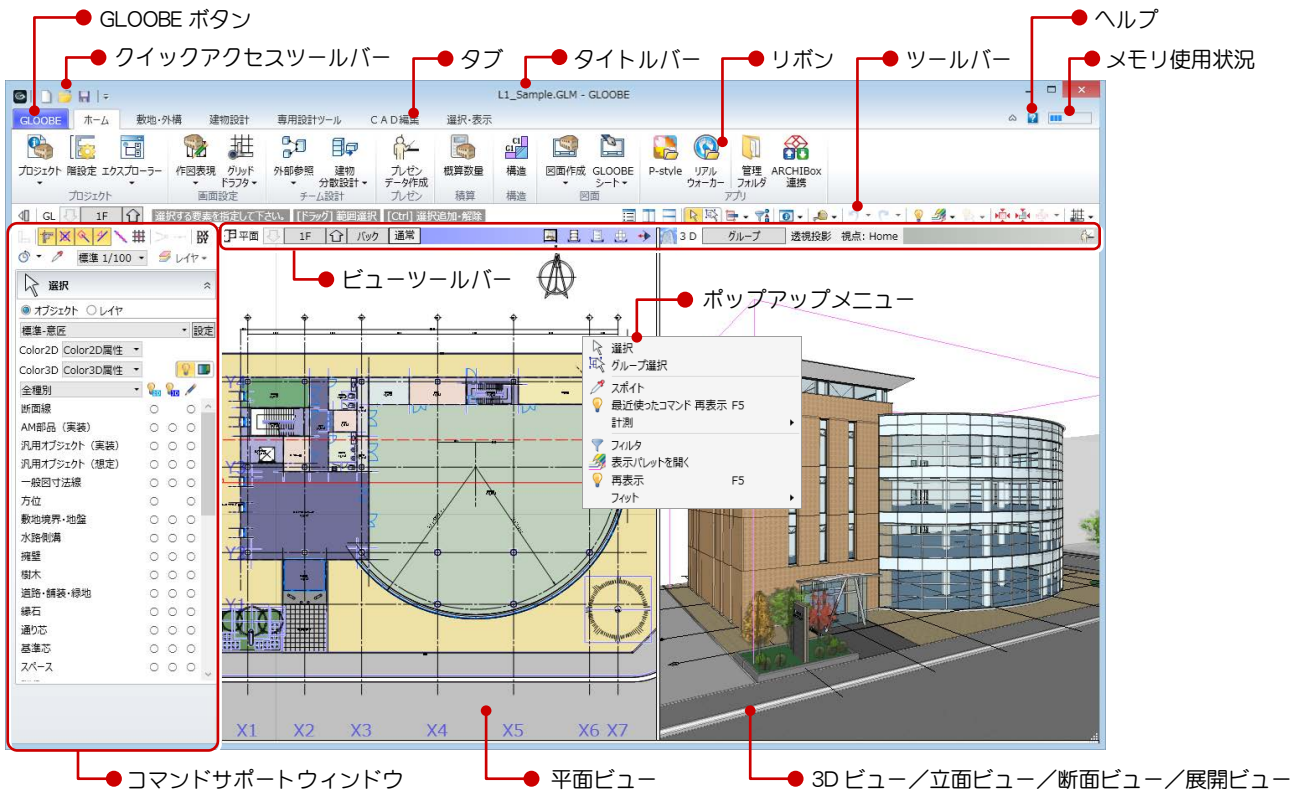 GLOOBE ボタン
ヘルプ
クイックアクセスツールバー
タブ
タイトルバー
リボン
ツールバー
メモリ使用状況
L1_Sample.GLM - GLOOBE
GLOOBE ホーム 敷地・外構 建物設計 専用設計ツール CAD編集 選択・表示
プロジェクト 階設定 エクスプローラー 作図表現 グリッドドラフタ 外部参照 建物分散設計 プレゼンデータ作成 概算数量 構造 図面作成 GLOOBEシート P-style リアルウォーカー 管理フォルダ ARCHIBox連携
プロジェクト 画面設定 チーム設計 プレゼン 積算 構造 図面 アプリ
GL 1F 選択する要素を指定して下さい。 [[ドラッグ] 範囲選択 [[Ctrl] 選択追加・解除
平面 1F バック 通常
3D グループ 透視投影 視点: Home
標準 1/100 レイヤ
ビューツールバー
選択
オブジェクト レイヤ
標準-意匠 設定
Color2D Color2D属性
Color3D Color3D属性
全種別
断面線
AM部品（実装）
汎用オブジェクト（実装）
汎用オブジェクト（想定）
一般図寸法線
方位
敷地境界・地盤
水路側溝
擁壁
樹木
道路・舗装・緑地
縁石
通り芯
基準芯
スペース
ポップアップメニュー
選択
グループ選択
スポイト
最近使ったコマンド 再表示 F5
計測
フィルタ
表示パレットを開く
再表示 F5
フィット
Y4
Y3
Y2
Y1
X1 X2 X3 X4 X5 X6 X7
コマンドサポートウィンドウ
平面ビュー
3D ビュー／立面ビュー／断面ビュー／展開ビュー